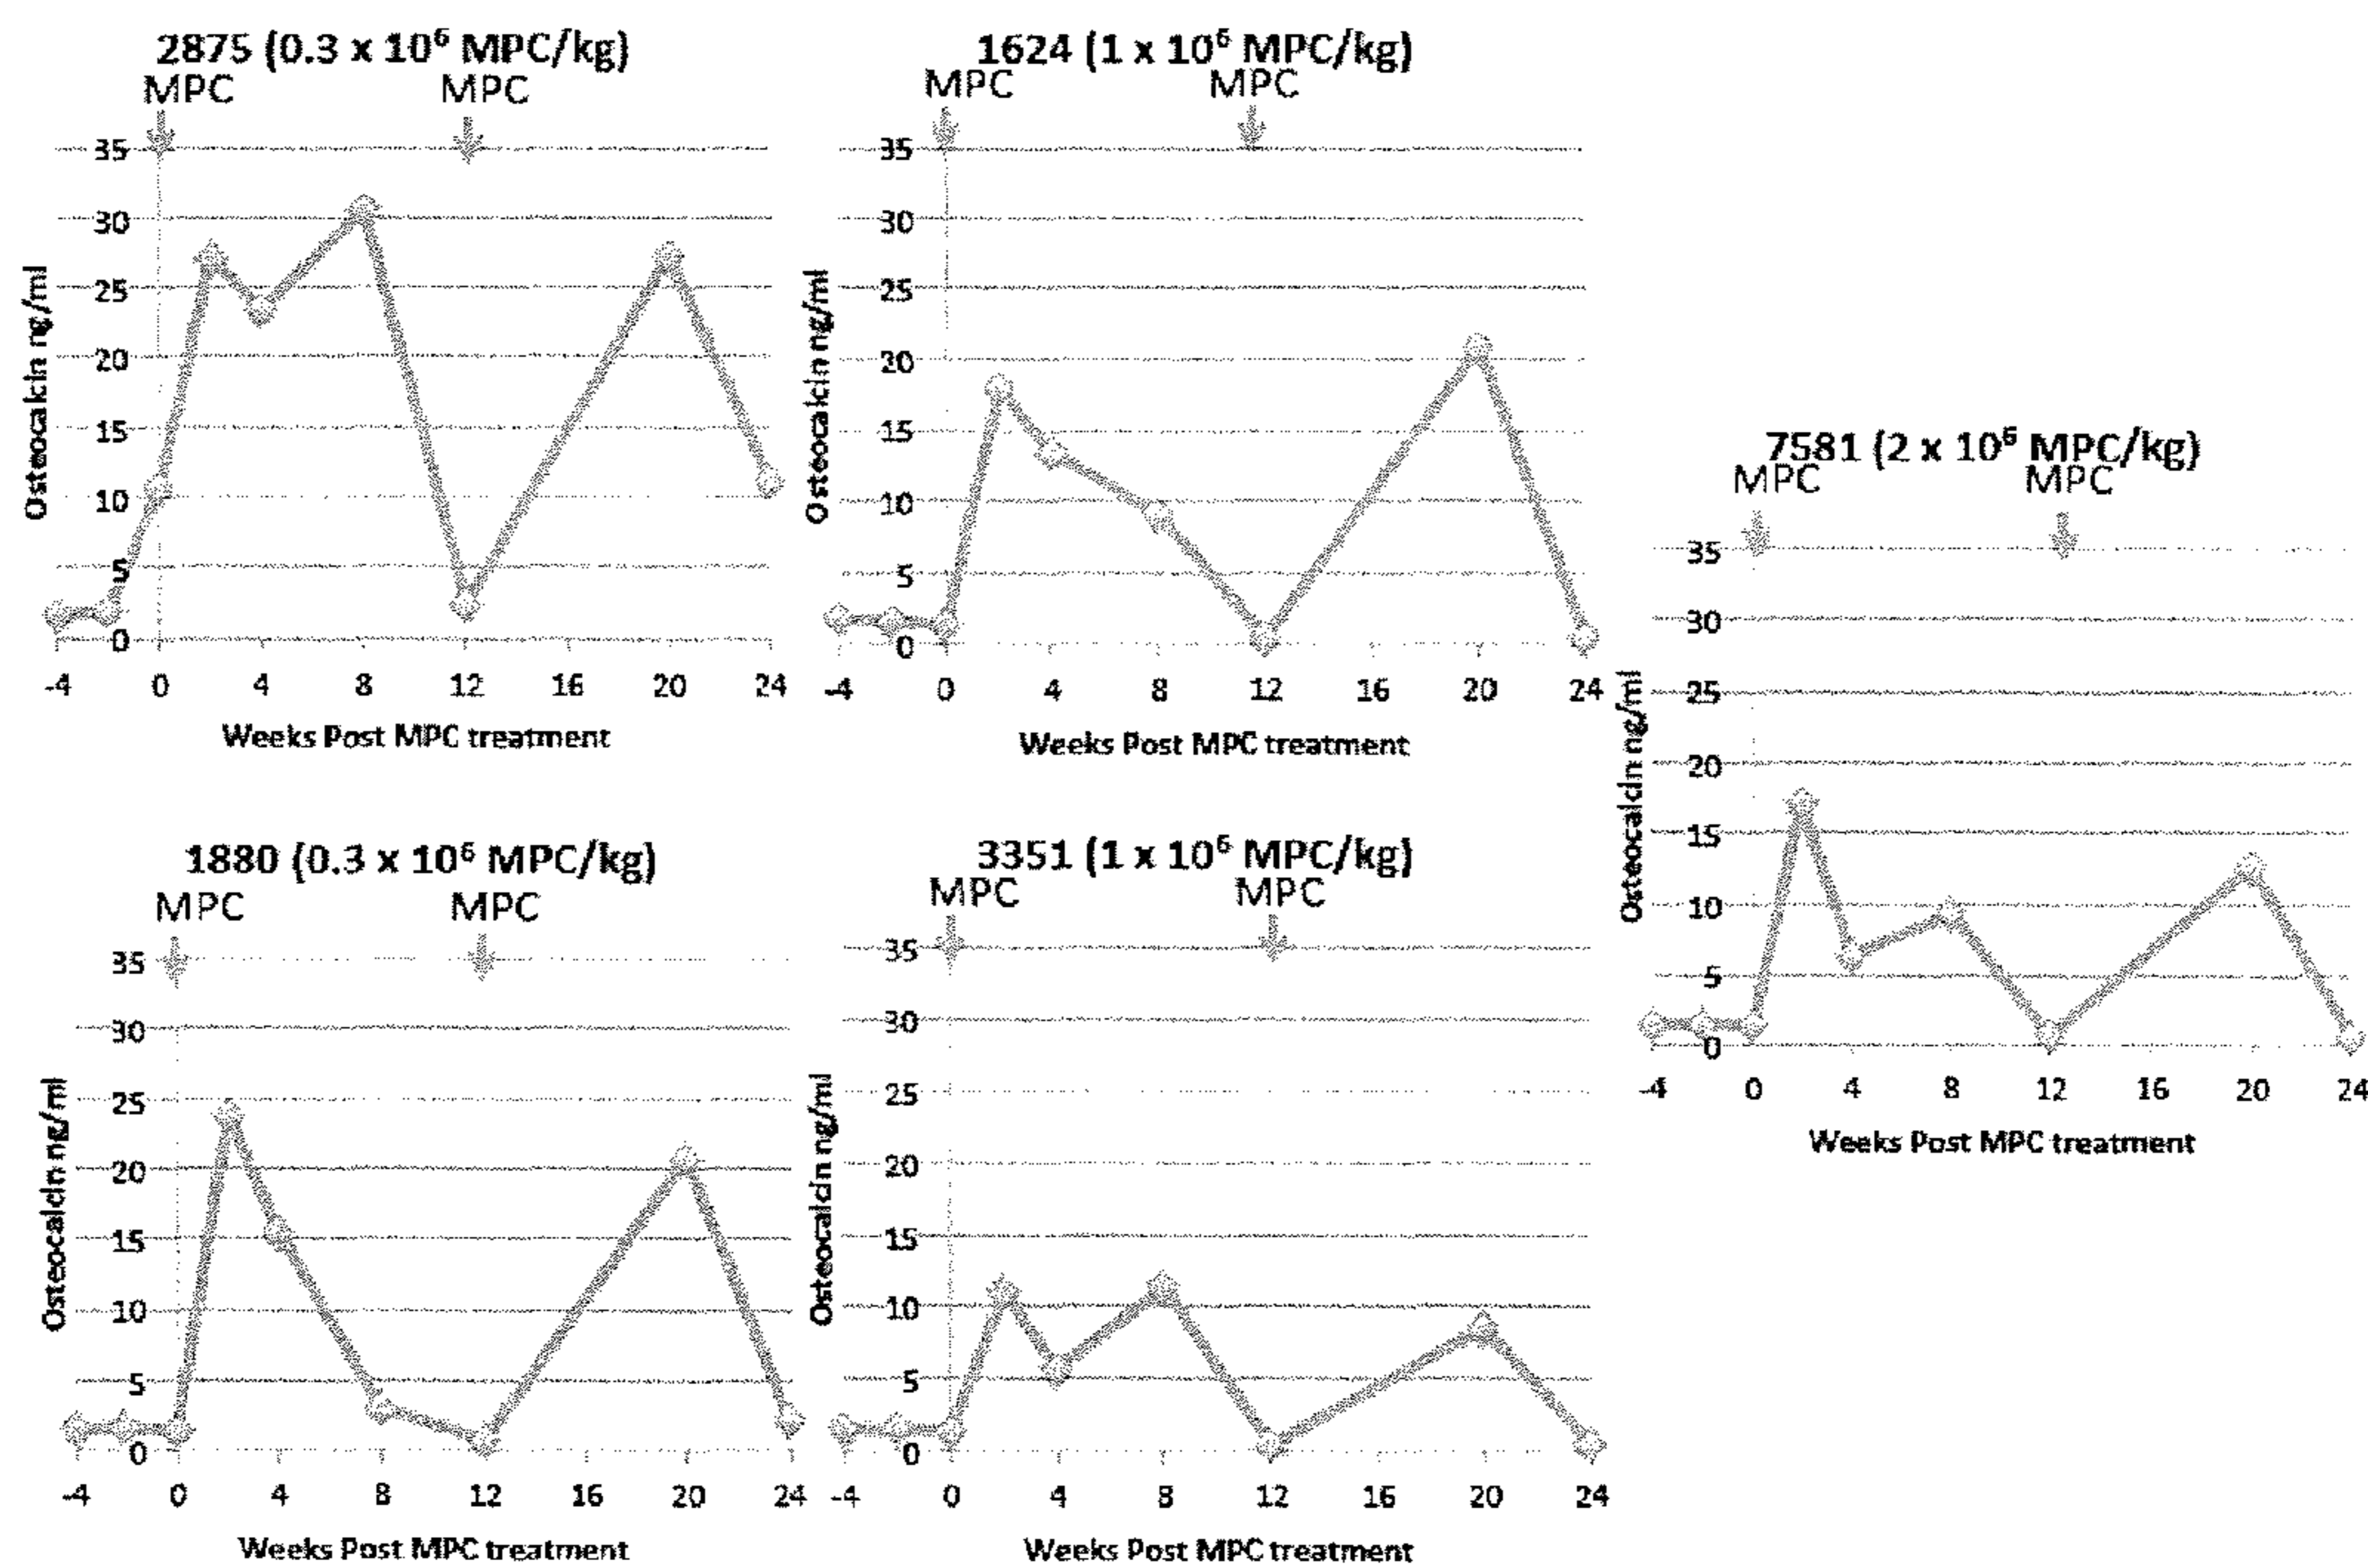 2875 (0.3 x 10⁶ MPC/kg)
MPC MPC
35
30
25
20
15
10
5
0
Osteocalcin ng/ml
-4 0 4 8 12 16 20 24
Weeks Post MPC treatment
1624 (1 x 10⁶ MPC/kg)
MPC MPC
35
30
25
20
15
10
5
0
Osteocalcin ng/ml
-4 0 4 8 12 16 20 24
Weeks Post MPC treatment
7581 (2 x 10⁶ MPC/kg)
MPC MPC
35
30
25
20
15
10
5
0
Osteocalcin ng/ml
-4 0 4 8 12 16 20 24
Weeks Post MPC treatment
1880 (0.3 x 10⁶ MPC/kg)
MPC MPC
35
30
25
20
15
10
5
0
Osteocalcin ng/ml
-4 0 4 8 12 16 20 24
Weeks Post MPC treatment
3351 (1 x 10⁶ MPC/kg)
MPC MPC
35
30
25
20
15
10
5
0
Osteocalcin ng/ml
-4 0 4 8 12 16 20 24
Weeks Post MPC treatment